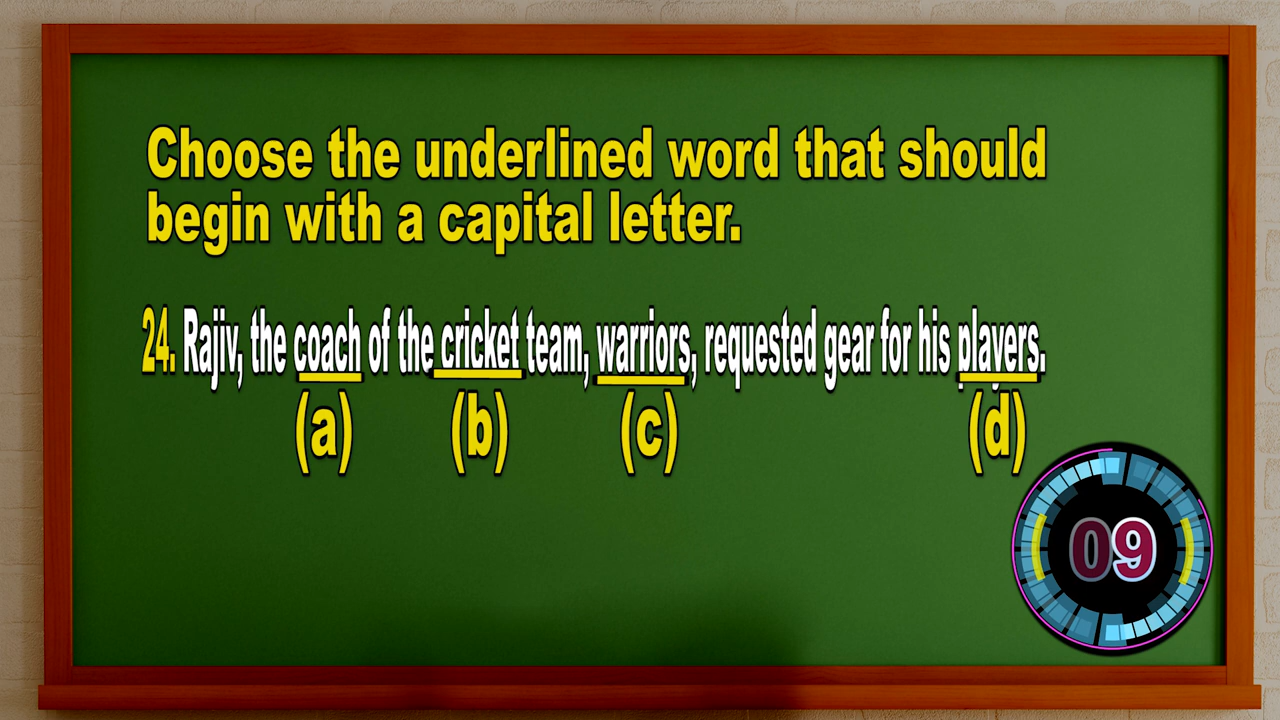 Choose the underlined word that should
begin with a capital letter.
24. Rajiv, the coach of the cricket team, warriors, requested gear for his players.
(a) (b) (c) (d)
09